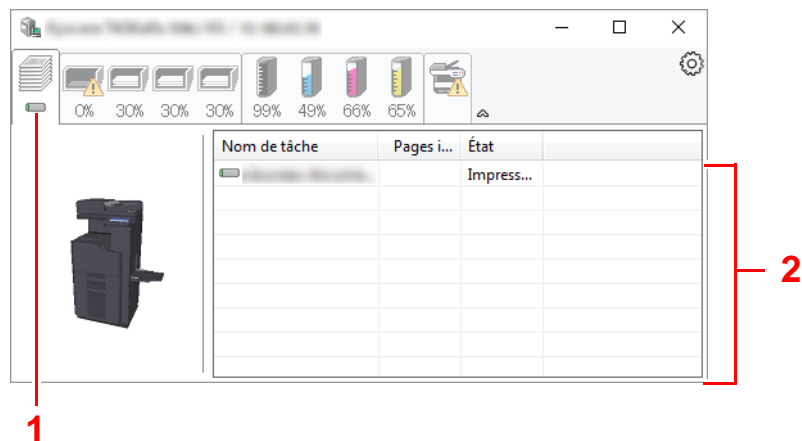 0% 30% 30% 30% 99% 49% 66% 65%
Nom de tâche Pages i... État
Impress...
2
1